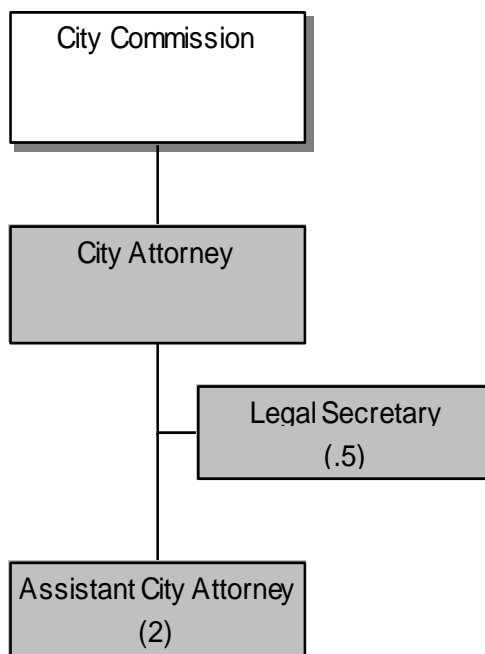 City Commission
City Attorney
Legal Secretary
(.5)
Assistant City Attorney
(2)